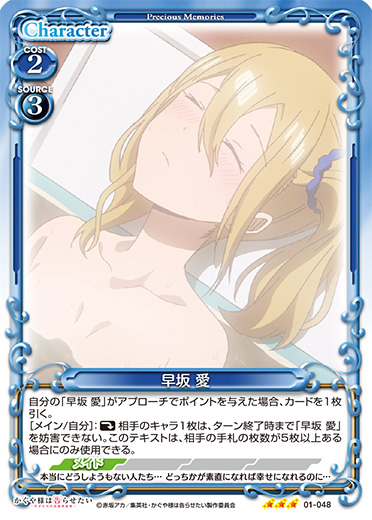 Precious Memories
Character
COST
2
SOURCE
3
早坂 愛
自分の「早坂 愛」がアプローチでポイントを与えた場合、カードを1枚
引く。
[メイン/自分]: 相手のキャラ1枚は、ターン終了時まで「早坂 愛」
を妨害できない。このテキストは、相手の手札の枚数が5枚以上ある
場合にのみ使用できる。
メイド
本当にどうしようもない人たち… どっちかが素直になれば幸せになれるのに…
かぐや様は告らせたい
©赤坂アカ/集英社・かぐや様は告らせたい製作委員会
01-048